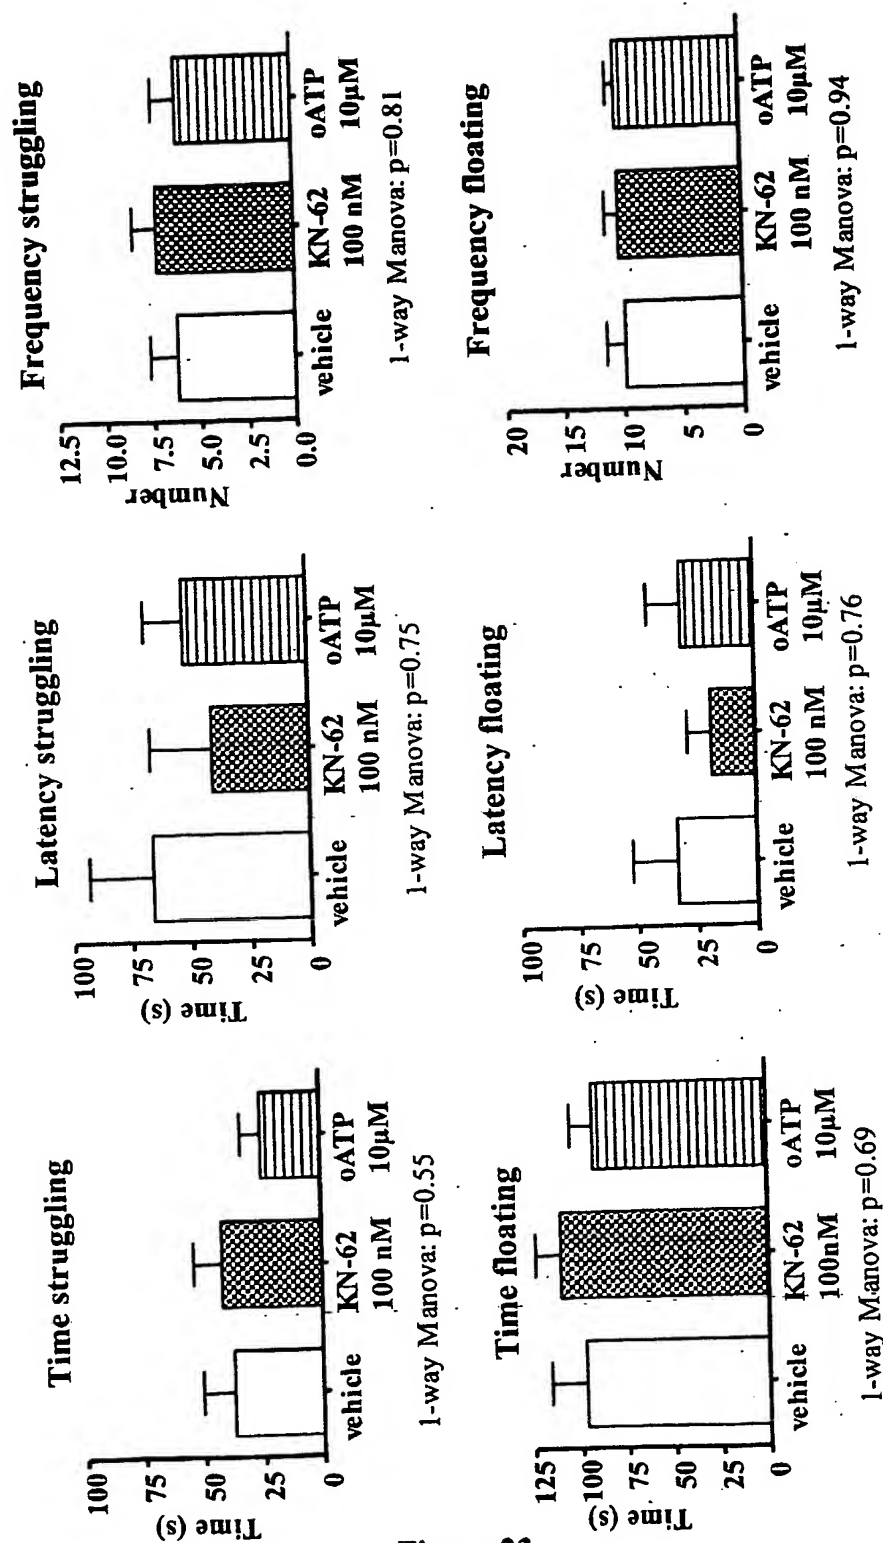 Time struggling
Time (s)
100
75
50
25
0
vehicle
KN-62
100 nM
oATP
10µM
1-way Manova: p=0.55
Latency struggling
Time (s)
100
75
50
25
0
vehicle
KN-62
100 nM
oATP
10µM
1-way Manova: p=0.75
Frequency struggling
Number
12.5
10.0
7.5
5.0
2.5
0.0
vehicle
KN-62
100 nM
oATP
10µM
1-way Manova: p=0.81
Time floating
Time (s)
125
100
75
50
25
0
vehicle
KN-62
100nM
oATP
10µM
1-way Manova: p=0.69
Latency floating
Time (s)
100
75
50
25
0
vehicle
KN-62
100 nM
oATP
10µM
1-way Manova: p=0.76
Frequency floating
Number
20
15
10
5
0
vehicle
KN-62
100 nM
oATP
10µM
1-way Manova: p=0.94